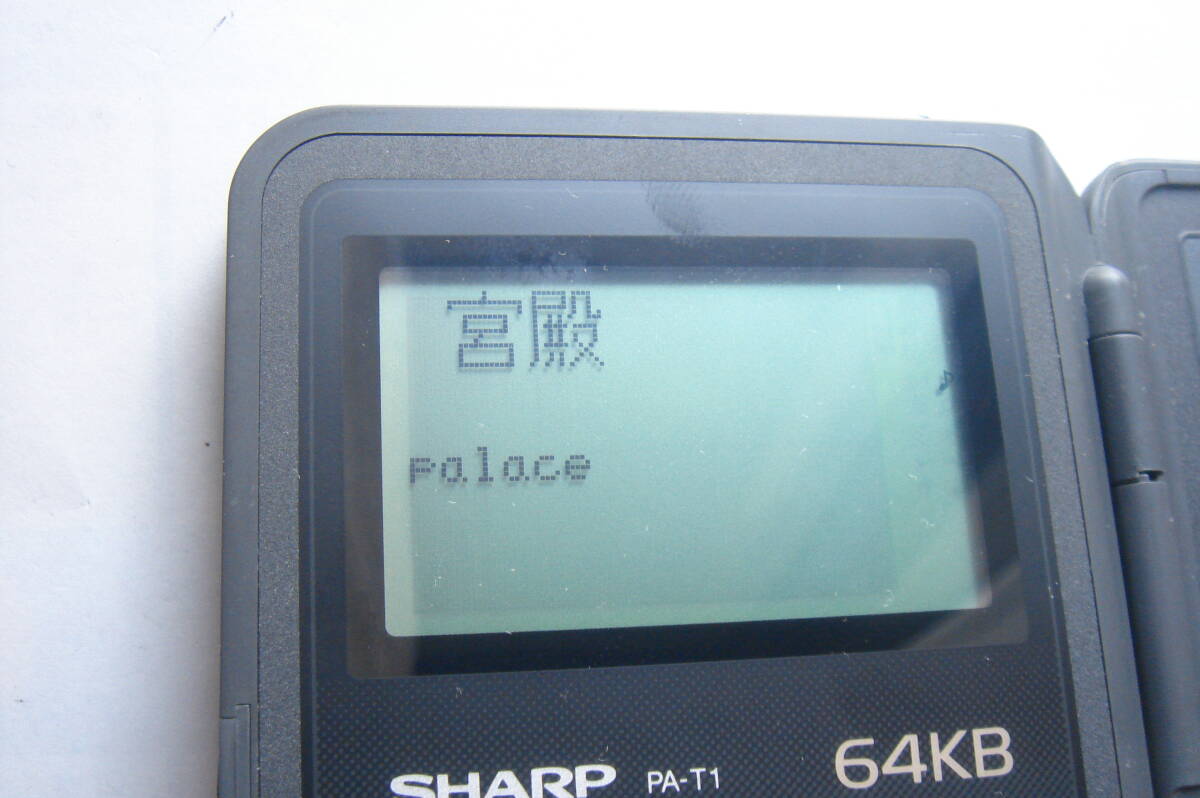 宮殿
palace
SHARP PA-T1 64KB